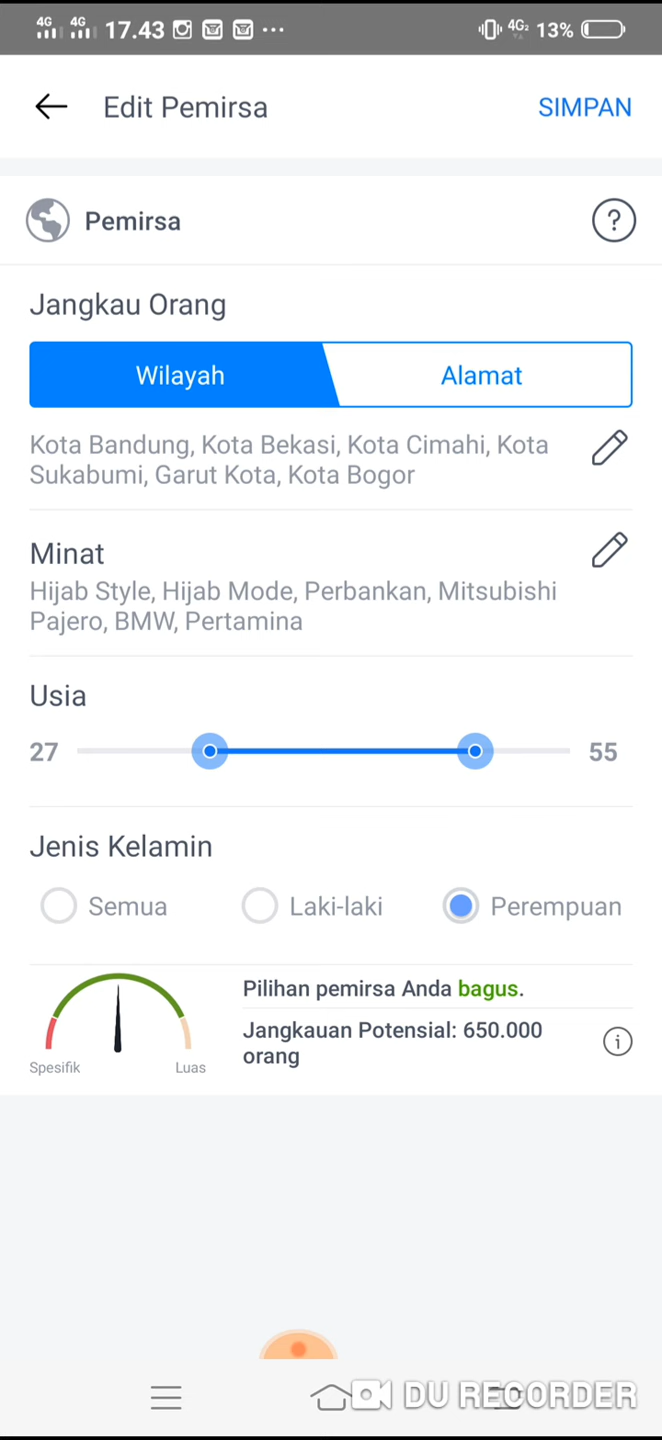 4G 4G 17.43 4G2 13%
Edit Pemirsa SIMPAN
Pemirsa ?
Jangkau Orang
Wilayah Alamat
Kota Bandung, Kota Bekasi, Kota Cimahi, Kota
Sukabumi, Garut Kota, Kota Bogor
Minat
Hijab Style, Hijab Mode, Perbankan, Mitsubishi
Pajero, BMW, Pertamina
Usia
27 55
Jenis Kelamin
Semua Laki-laki Perempuan
Pilihan pemirsa Anda bagus.
Jangkauan Potensial: 650.000
orang
Spesifik Luas
DU RECORDER